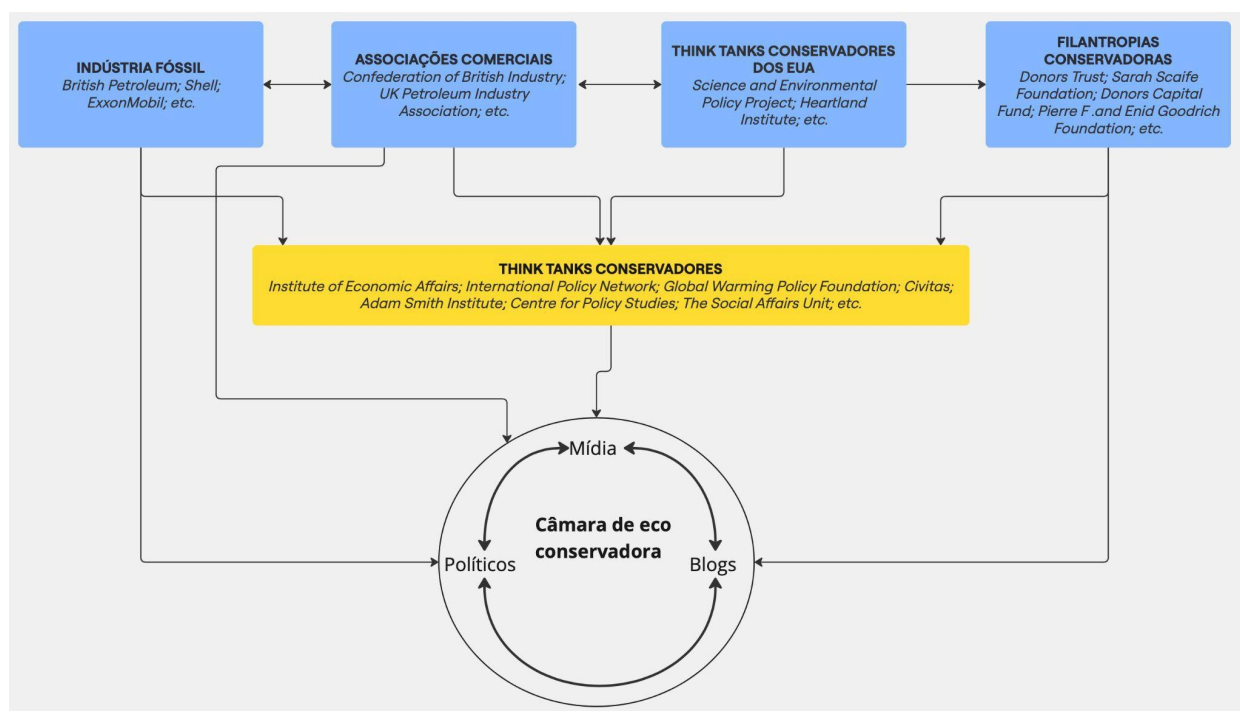 INDÚSTRIA FÓSSIL
British Petroleum; Shell;
ExxonMobil; etc.
ASSOCIAÇÕES COMERCIAIS
Confederation of British Industry;
UK Petroleum Industry
Association; etc.
THINK TANKS CONSERVADORES
DOS EUA
Science and Environmental
Policy Project; Heartland
Institute; etc.
FILANTROPIAS
CONSERVADORAS
Donors Trust; Sarah Scaife
Foundation; Donors Capital
Fund; Pierre F .and Enid Goodrich
Foundation; etc.
THINK TANKS CONSERVADORES
Institute of Economic Affairs; International Policy Network; Global Warming Policy Foundation; Civitas;
Adam Smith Institute; Centre for Policy Studies; The Social Affairs Unit; etc.
Mídia
Câmara de eco
conservadora
Políticos
Blogs